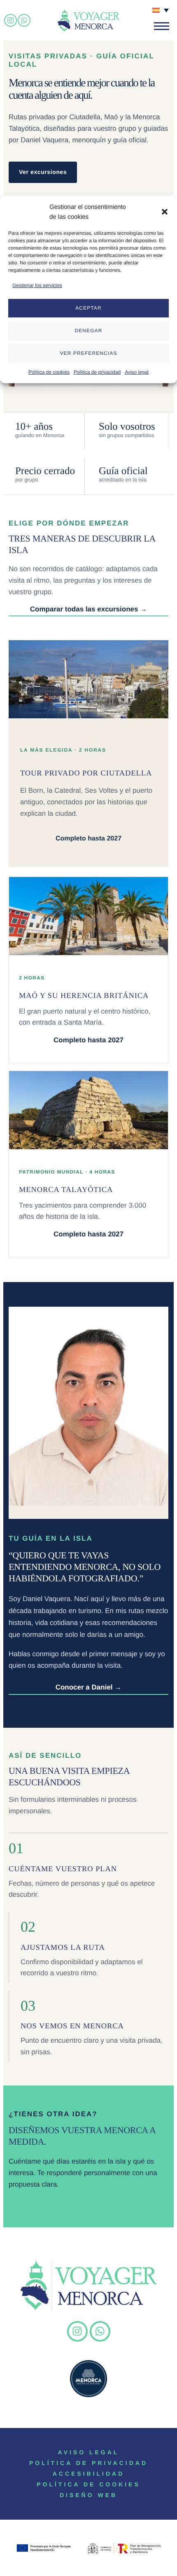 VOYAGER
MENORCA
VISITAS PRIVADAS · GUÍA OFICIAL
LOCAL
Menorca se entiende mejor cuando te la
cuenta alguien de aquí.
Rutas privadas por Ciutadella, Maó y la Menorca
Talayótica, diseñadas para vuestro grupo y guiadas
por Daniel Vaquera, menorquín y guía oficial.
Ver excursiones
Gestionar el consentimiento
de las cookies
Para ofrecer las mejores experiencias, utilizamos tecnologías como las
cookies para almacenar y/o acceder a la información del dispositivo. El
consentimiento de estas tecnologías nos permitirá procesar datos como
el comportamiento de navegación o las identificaciones únicas en este
sitio. No consentir o retirar el consentimiento, puede afectar
negativamente a ciertas características y funciones.
Gestionar los servicios
ACEPTAR
DENEGAR
VER PREFERENCIAS
Política de cookies Política de privacidad Aviso legal
10+ años
guiando en Menorca
Solo vosotros
sin grupos compartidos
Precio cerrado
por grupo
Guía oficial
acreditado en la isla
ELIGE POR DÓNDE EMPEZAR
TRES MANERAS DE DESCUBRIR LA
ISLA
No son recorridos de catálogo: adaptamos cada
visita al ritmo, las preguntas y los intereses de
vuestro grupo.
Comparar todas las excursiones →
LA MÁS ELEGIDA · 2 HORAS
TOUR PRIVADO POR CIUTADELLA
El Born, la Catedral, Ses Voltes y el puerto
antiguo, conectados por las historias que
explican la ciudad.
Completo hasta 2027
2 HORAS
MAÓ Y SU HERENCIA BRITÁNICA
El gran puerto natural y el centro histórico,
con entrada a Santa María.
Completo hasta 2027
PATRIMONIO MUNDIAL · 4 HORAS
MENORCA TALAYÓTICA
Tres yacimientos para comprender 3.000
años de historia de la isla.
Completo hasta 2027
TU GUÍA EN LA ISLA
"QUIERO QUE TE VAYAS
ENTENDIENDO MENORCA, NO SOLO
HABIÉNDOLA FOTOGRAFIADO."
Soy Daniel Vaquera. Nací aquí y llevo más de una
década trabajando en turismo. En mis rutas mezclo
historia, vida cotidiana y esas recomendaciones
que normalmente solo le darías a un amigo.
Hablas conmigo desde el primer mensaje y soy yo
quien os acompaña durante la visita.
Conocer a Daniel →
ASÍ DE SENCILLO
UNA BUENA VISITA EMPIEZA
ESCUCHÁNDOOS
Sin formularios interminables ni procesos
impersonales.
01
CUÉNTAME VUESTRO PLAN
Fechas, número de personas y qué os apetece
descubrir.
02
AJUSTAMOS LA RUTA
Confirmo disponibilidad y adaptamos el
recorrido a vuestro ritmo.
03
NOS VEMOS EN MENORCA
Punto de encuentro claro y una visita privada,
sin prisas.
¿TIENES OTRA IDEA?
DISEÑEMOS VUESTRA MENORCA A
MEDIDA.
Cuéntame qué días estaréis en la isla y qué os
interesa. Te responderé personalmente con una
propuesta clara.
VOYAGER
MENORCA
AVISO LEGAL
POLÍTICA DE PRIVACIDAD
ACCESIBILIDAD
POLÍTICA DE COOKIES
DISEÑO WEB